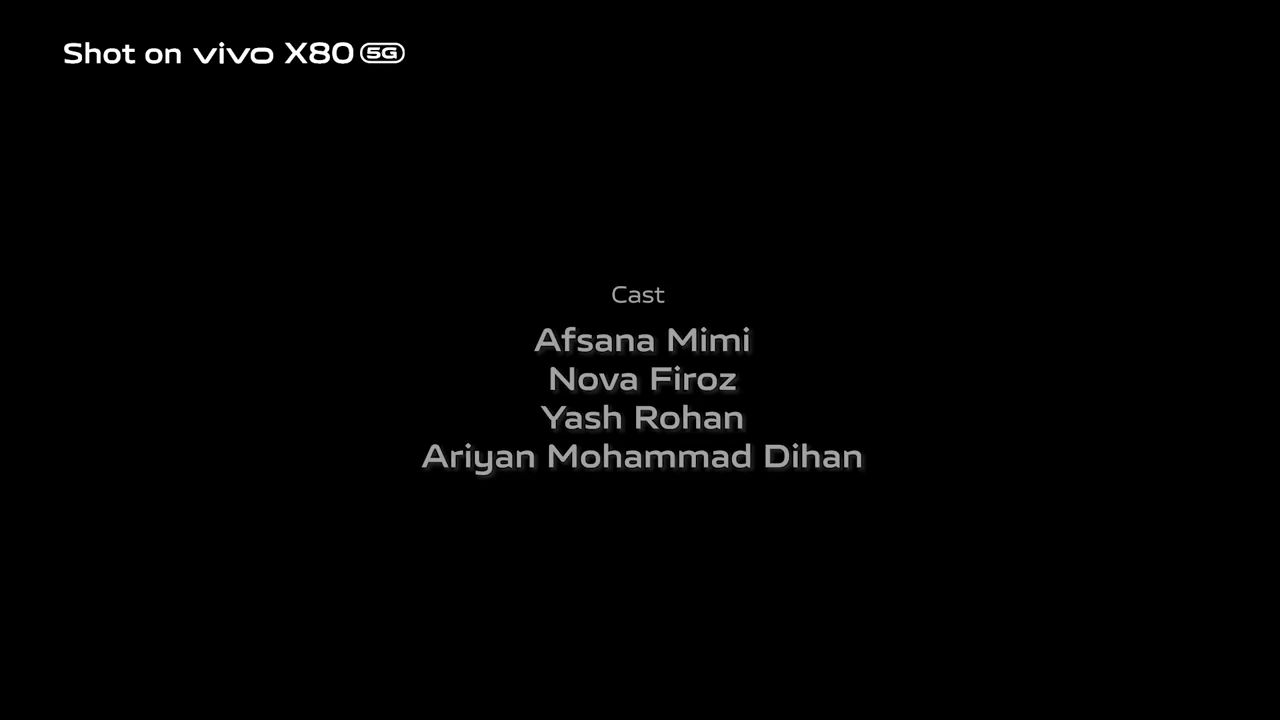 Shot on vivo X80 5G
Cast
Afsana Mimi
Nova Firoz
Yash Rohan
Ariyan Mohammad Dihan